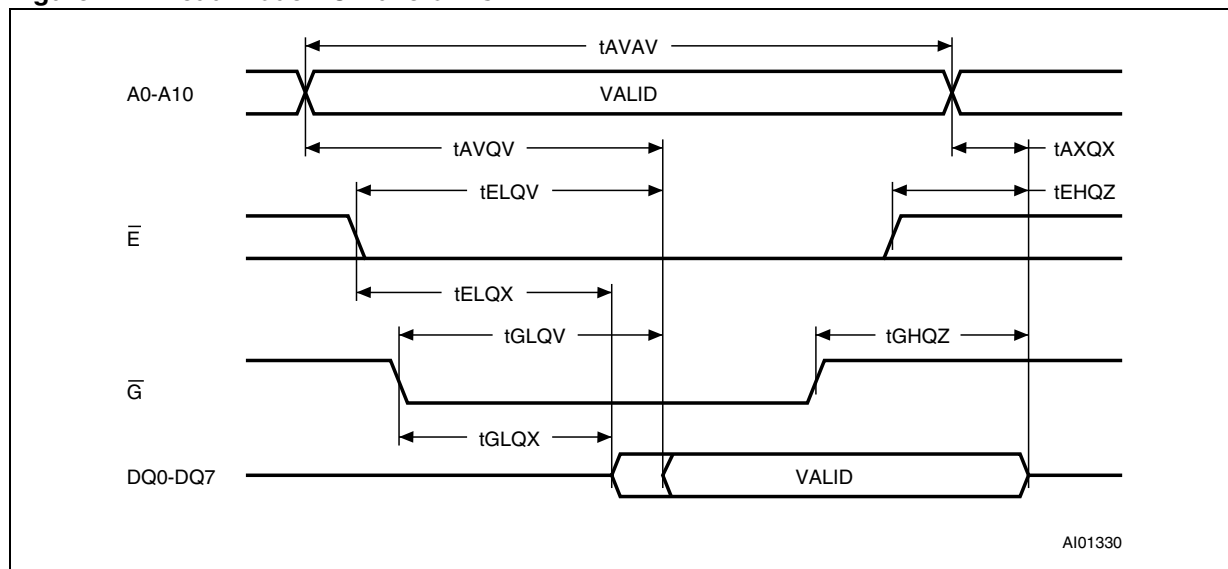 tAVAV
A0-A10
VALID
tAVQV
tAXQX
tELQV
tEHQZ
E̅
tELQX
tGLQV
tGHQZ
G̅
tGLQX
DQ0-DQ7
VALID
AI01330